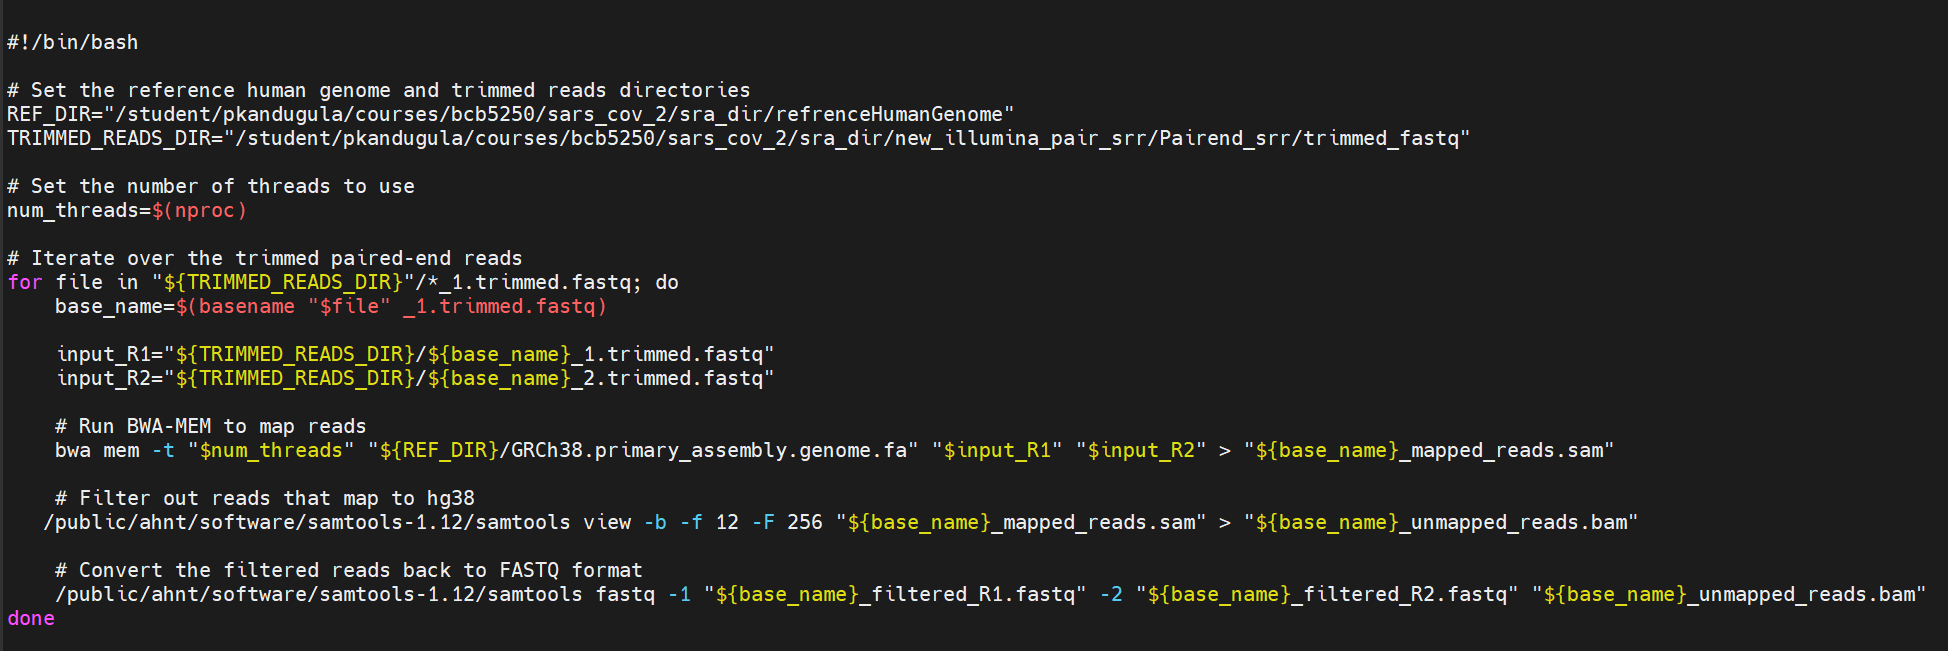 #!/bin/bash
# Set the reference human genome and trimmed reads directories
REF_DIR="/student/pkandugula/courses/bcb5250/sars_cov_2/sra_dir/refrenceHumanGenome"
TRIMMED_READS_DIR="/student/pkandugula/courses/bcb5250/sars_cov_2/sra_dir/new_illumina_pair_srr/Pairend_srr/trimmed_fastq"
# Set the number of threads to use
num_threads=$(nproc)
# Iterate over the trimmed paired-end reads
for file in "${TRIMMED_READS_DIR}"/*_1.trimmed.fastq; do
    base_name=$(basename "$file" _1.trimmed.fastq)
    input_R1="${TRIMMED_READS_DIR}/${base_name}_1.trimmed.fastq"
    input_R2="${TRIMMED_READS_DIR}/${base_name}_2.trimmed.fastq"
    # Run BWA-MEM to map reads
    bwa mem -t "$num_threads" "${REF_DIR}/GRCh38.primary_assembly.genome.fa" "$input_R1" "$input_R2" > "${base_name}_mapped_reads.sam"
    # Filter out reads that map to hg38
   /public/ahnt/software/samtools-1.12/samtools view -b -f 12 -F 256 "${base_name}_mapped_reads.sam" > "${base_name}_unmapped_reads.bam"
    # Convert the filtered reads back to FASTQ format
    /public/ahnt/software/samtools-1.12/samtools fastq -1 "${base_name}_filtered_R1.fastq" -2 "${base_name}_filtered_R2.fastq" "${base_name}_unmapped_reads.bam"
done